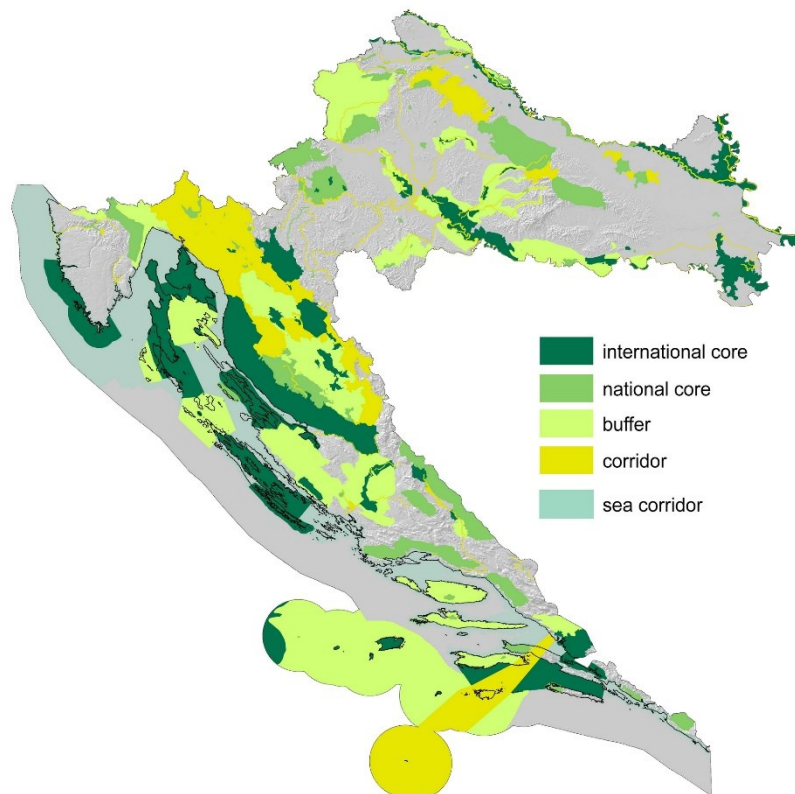 international core
national core
buffer
corridor
sea corridor